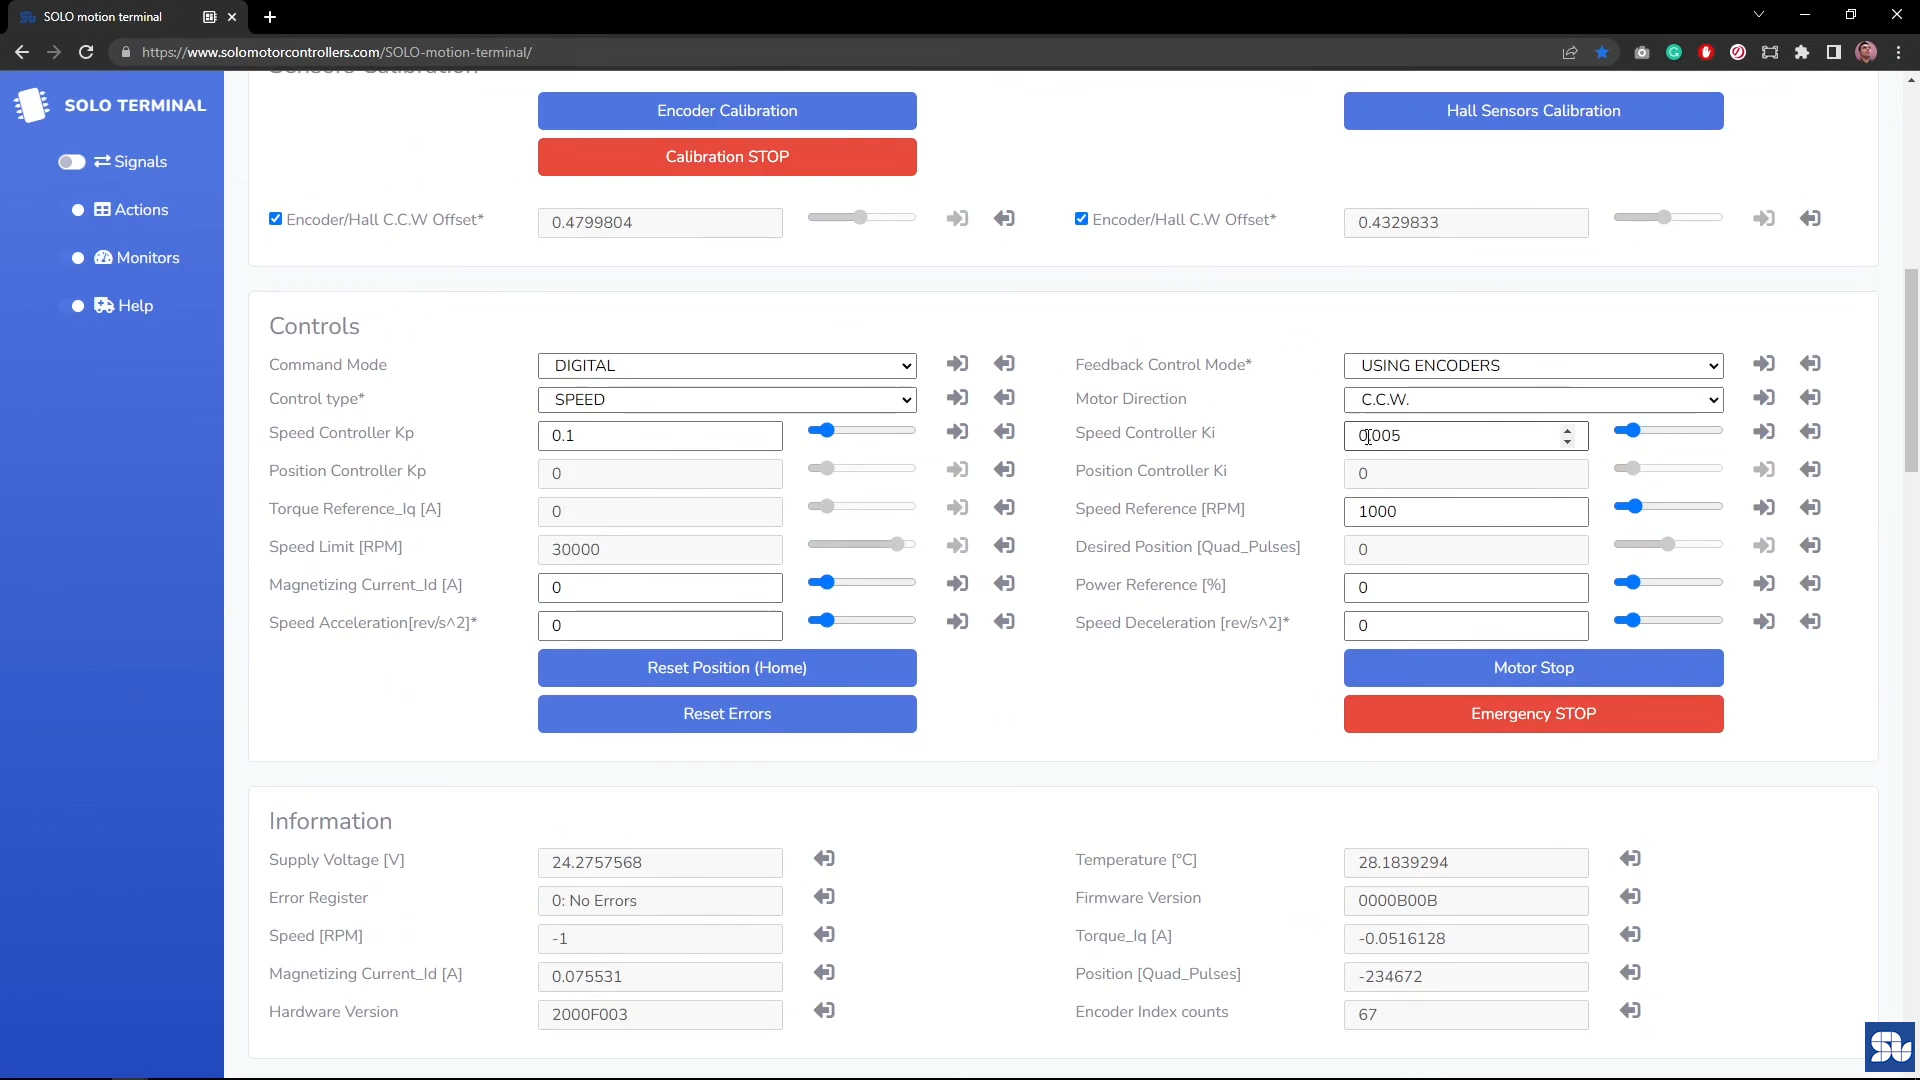 SOLO motion terminal
https://www.solomotorcontrollers.com/SOLO-motion-terminal/
SOLO TERMINAL
Signals
Actions
Monitors
Help
Sensors Calibration
Encoder Calibration
Hall Sensors Calibration
Calibration STOP
Encoder/Hall C.C.W Offset* 0.4799804
Encoder/Hall C.W Offset* 0.4329833
Controls
Command Mode DIGITAL
Feedback Control Mode* USING ENCODERS
Control type* SPEED
Motor Direction C.C.W.
Speed Controller Kp 0.1
Speed Controller Ki 0.005
Position Controller Kp 0
Position Controller Ki 0
Torque Reference_Iq [A] 0
Speed Reference [RPM] 1000
Speed Limit [RPM] 30000
Desired Position [Quad_Pulses] 0
Magnetizing Current_Id [A] 0
Power Reference [%] 0
Speed Acceleration[rev/s^2]* 0
Speed Deceleration [rev/s^2]* 0
Reset Position (Home)
Motor Stop
Reset Errors
Emergency STOP
Information
Supply Voltage [V] 24.2757568
Temperature [°C] 28.1839294
Error Register 0: No Errors
Firmware Version 0000B00B
Speed [RPM] -1
Torque_Iq [A] -0.0516128
Magnetizing Current_Id [A] 0.075531
Position [Quad_Pulses] -234672
Hardware Version 2000F003
Encoder Index counts 67